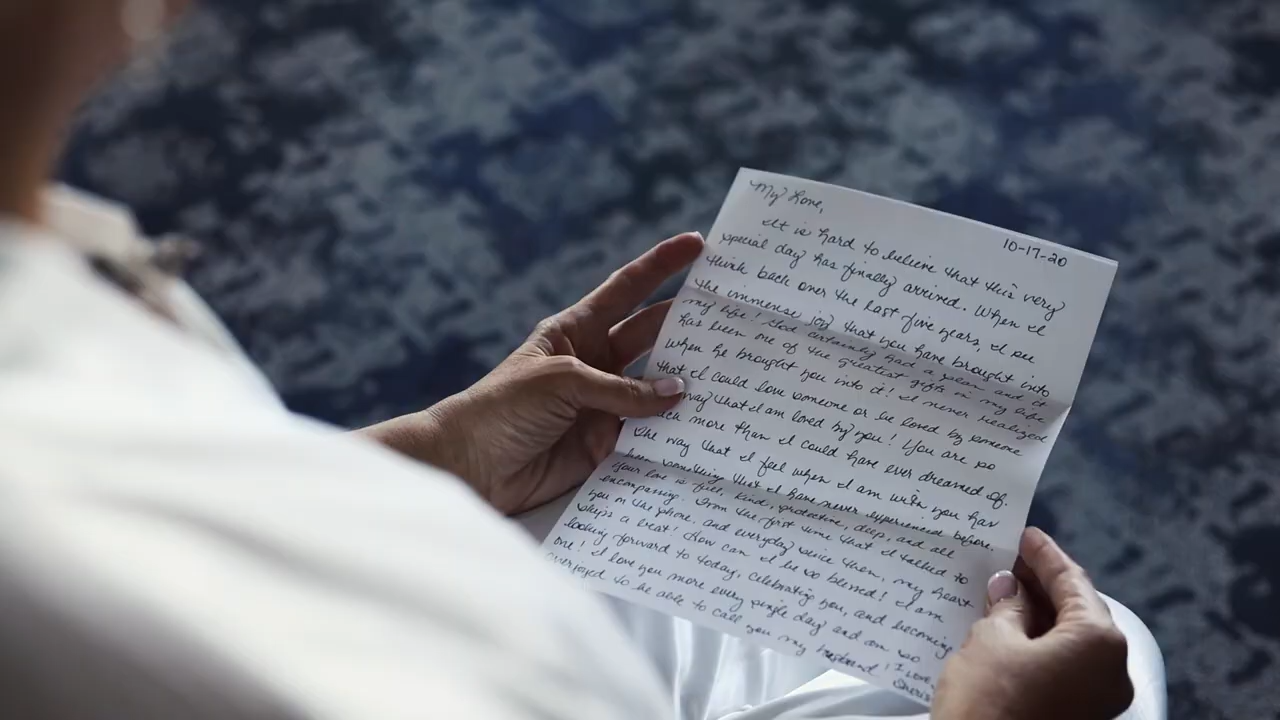 My Love,
10-17-20
It is hard to believe that this very
special day has finally arrived. When I
think back over the last five years, I see
the immense joy that you have brought into
my life. God certainly had a plan and it
has been one of the greatest gifts in my life
when he brought you into it! I never realized
that I could love someone or be loved by someone
way that I am loved by you! You are so
more than I could have ever dreamed of.
The way that I feel when I am with you has
been something that I have never experienced before.
Your love is full, kind, protective, deep, and all
encompassing. From the first time that I talked to
you on the phone, and everyday since then, my heart
skips a beat! How can I be so blessed! I am
looking forward to today, celebrating you, and becoming
one! I love you more every single day and am so
overjoyed to be able to call you my husband! I love